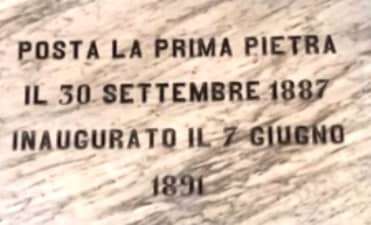 POSTA LA PRIMA PIETRA
IL 30 SETTEMBRE 1887
INAUGURATO IL 7 GIUGNO
1891